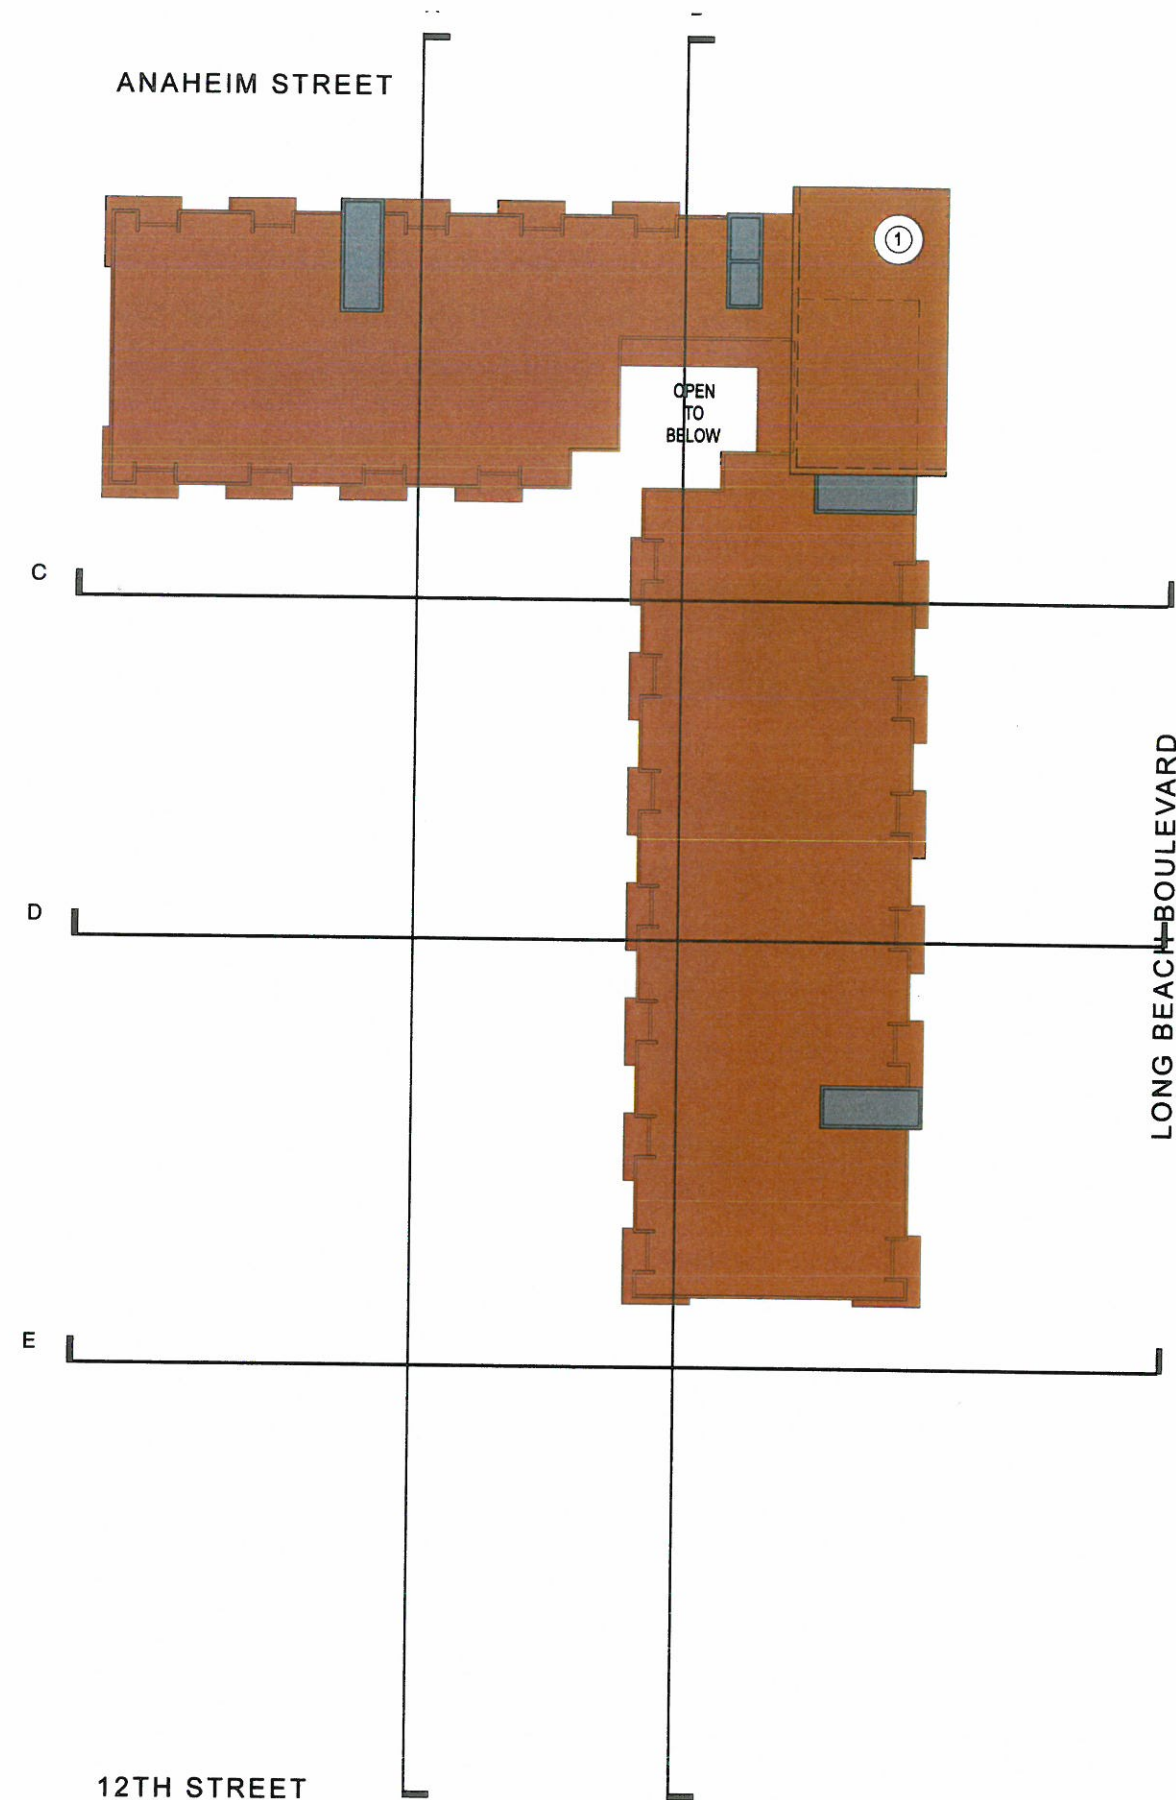 ANAHEIM STREET
1
OPEN
TO
BELOW
C
D
LONG BEACH BOULEVARD
E
12TH STREET